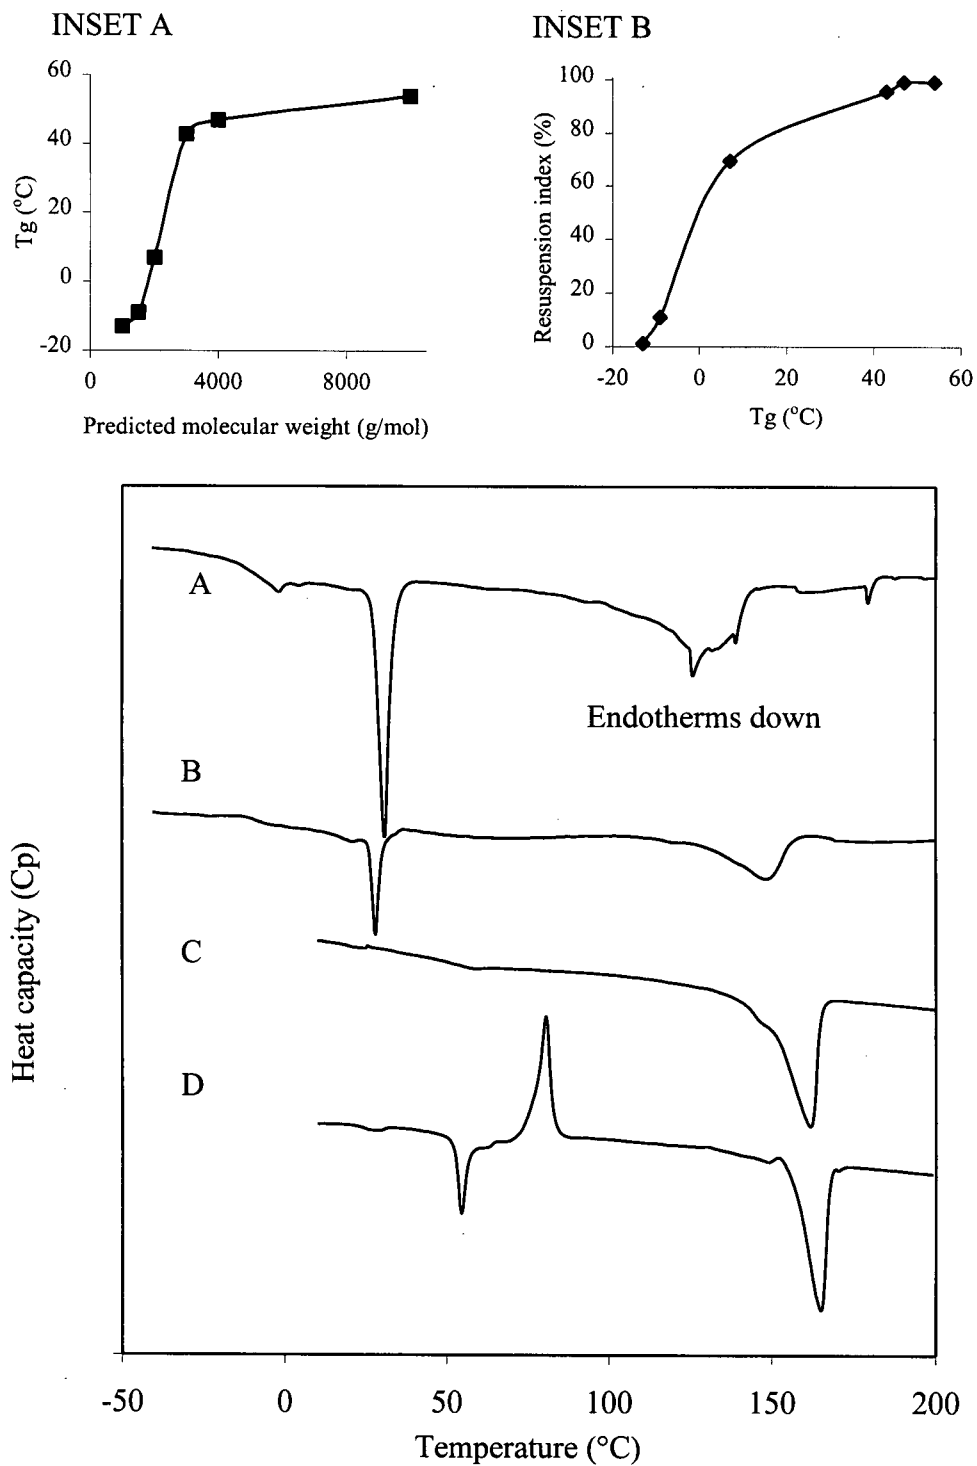 INSET A
INSET B
60
40
20
0
-20
Tg (°C)
0
4000
8000
Predicted molecular weight (g/mol)
100
80
60
40
20
0
Resuspension index (%)
-20
0
20
40
60
Tg (°C)
A
Endotherms down
B
C
D
Heat capacity (Cp)
-50
0
50
100
150
200
Temperature (°C)